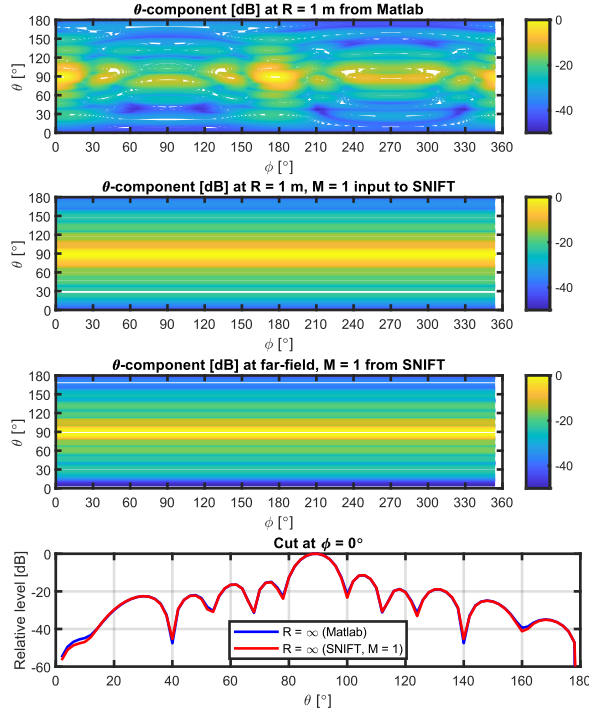 θ-component [dB] at R = 1 m from Matlab
180
150
120
90
60
30
0
θ [°]
0 30 60 90 120 150 180 210 240 270 300 330 360
ϕ [°]
0
-20
-40
θ-component [dB] at R = 1 m, M = 1 input to SNIFT
180
150
120
90
60
30
0
θ [°]
0 30 60 90 120 150 180 210 240 270 300 330 360
ϕ [°]
0
-20
-40
θ-component [dB] at far-field, M = 1 from SNIFT
180
150
120
90
60
30
0
θ [°]
0 30 60 90 120 150 180 210 240 270 300 330 360
ϕ [°]
0
-20
-40
Cut at ϕ = 0°
Relative level [dB]
0
-20
-40
-60
R = ∞ (Matlab)
R = ∞ (SNIFT, M = 1)
0 20 40 60 80 100 120 140 160 180
θ [°]